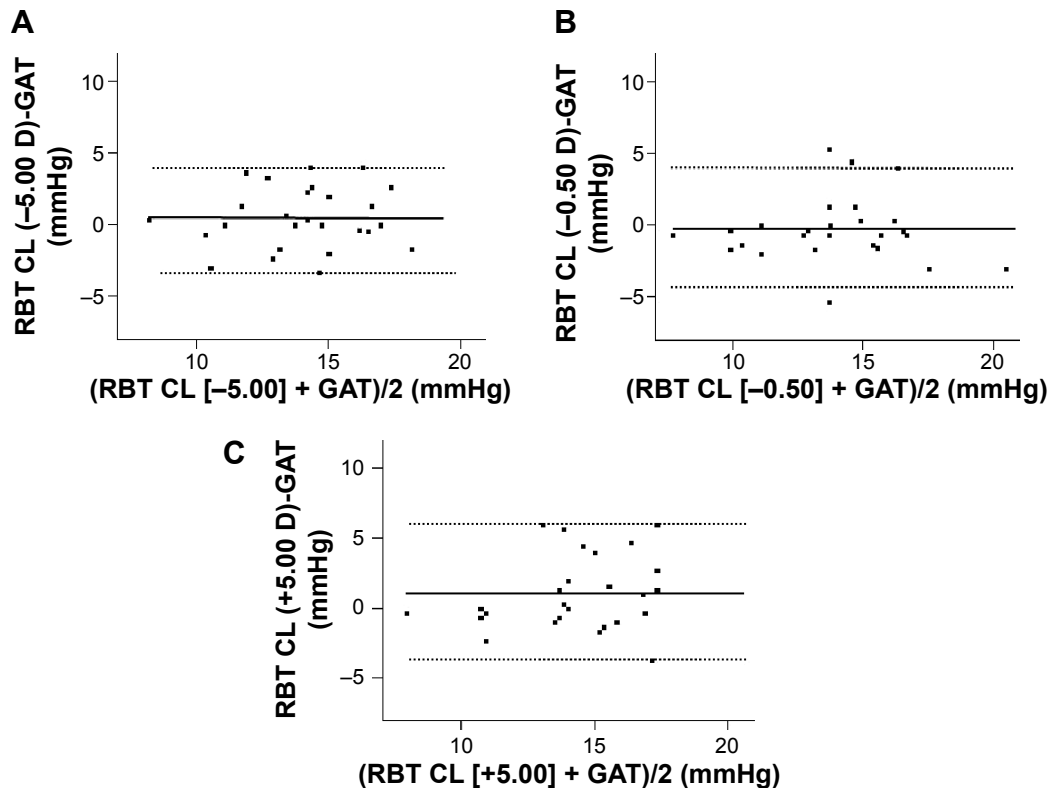 A
RBT CL (–5.00 D)-GAT
(mmHg)
10
5
0
–5
10
15
20
(RBT CL [–5.00] + GAT)/2 (mmHg)
B
RBT CL (–0.50 D)-GAT
(mmHg)
10
5
0
–5
10
15
20
(RBT CL [–0.50] + GAT)/2 (mmHg)
C
RBT CL (+5.00 D)-GAT
(mmHg)
10
5
0
–5
10
15
20
(RBT CL [+5.00] + GAT)/2 (mmHg)